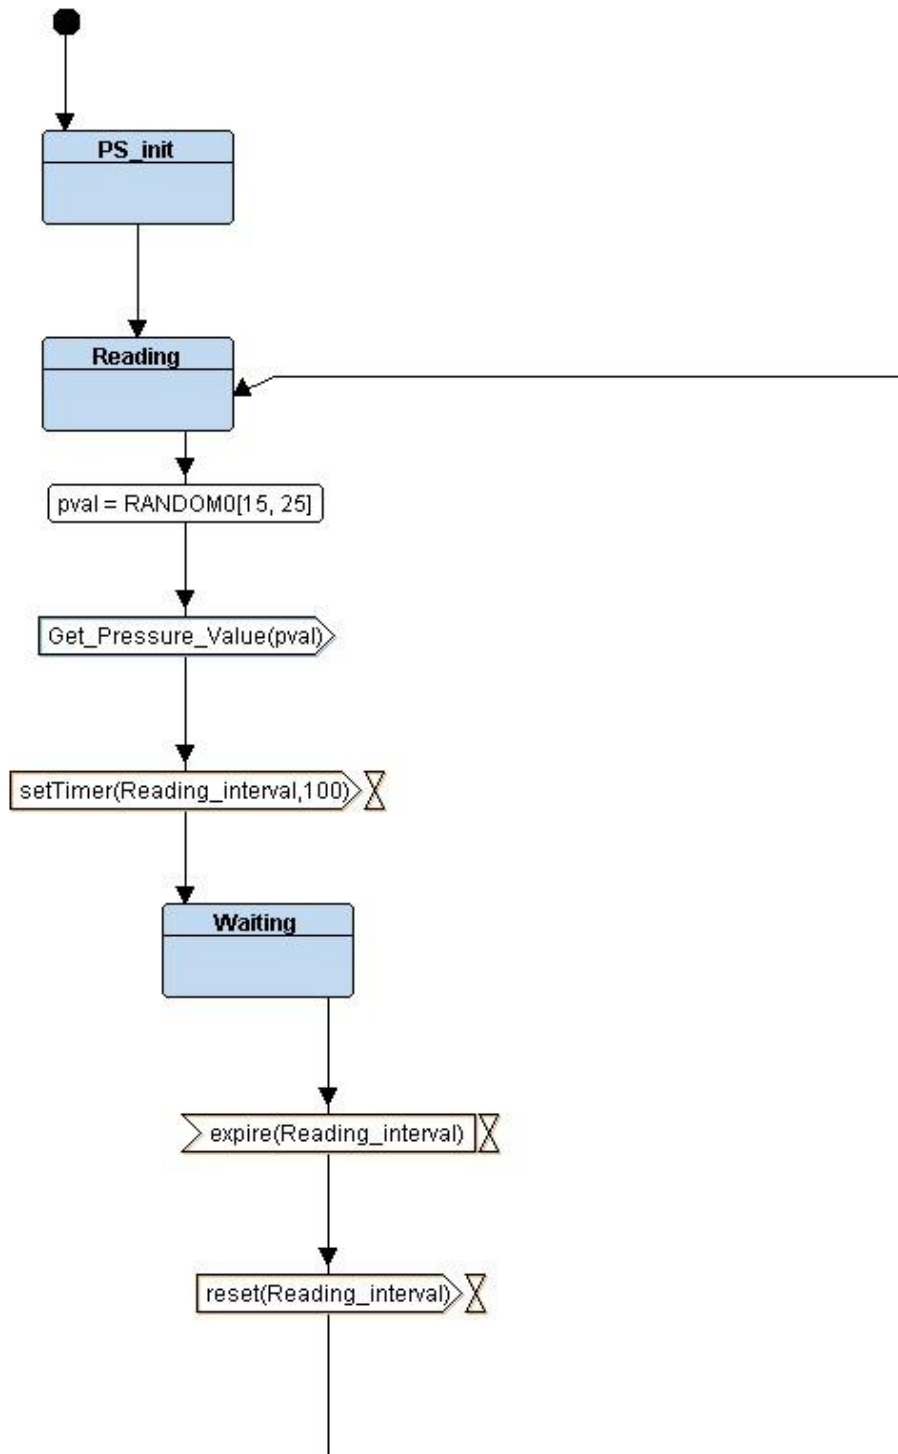 PS_init
Reading
pval = RANDOM0[15, 25]
Get_Pressure_Value(pval)
setTimer(Reading_interval,100)
Waiting
expire(Reading_interval)
reset(Reading_interval)